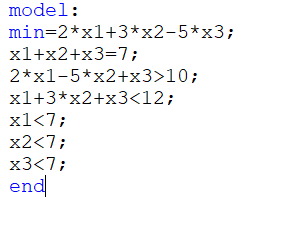 model:
min=2*x1+3*x2-5*x3;
x1+x2+x3=7;
2*x1-5*x2+x3>10;
x1+3*x2+x3<12;
x1<7;
x2<7;
x3<7;
end